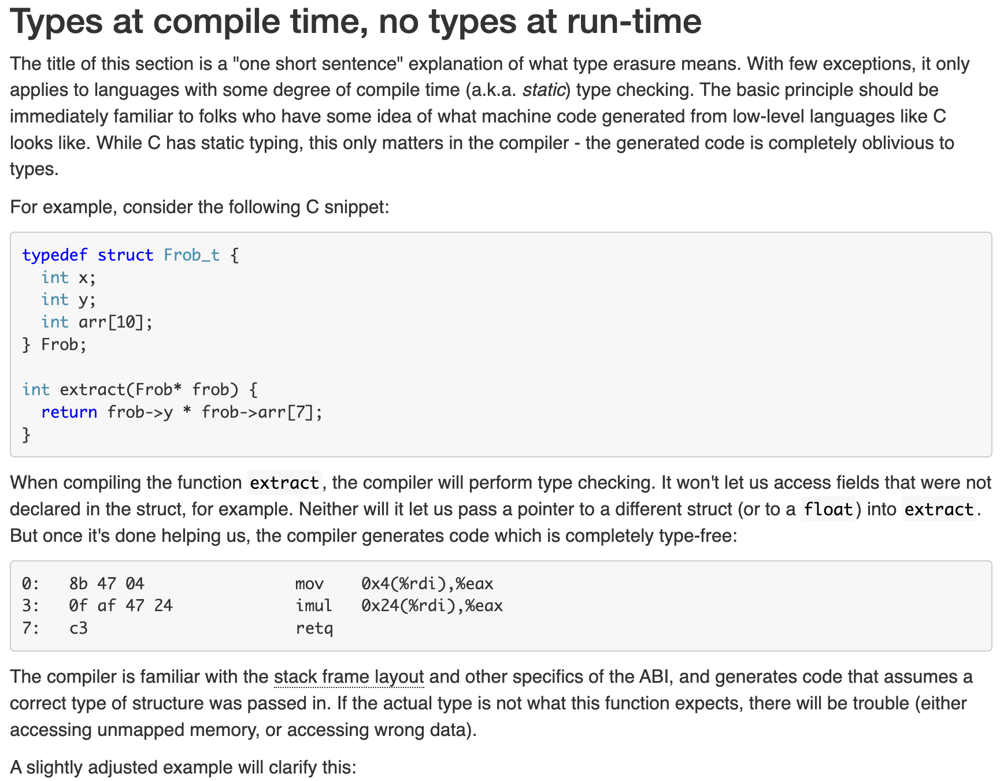 Types at compile time, no types at run-time
The title of this section is a "one short sentence" explanation of what type erasure means. With few exceptions, it only
applies to languages with some degree of compile time (a.k.a. static) type checking. The basic principle should be
immediately familiar to folks who have some idea of what machine code generated from low-level languages like C
looks like. While C has static typing, this only matters in the compiler - the generated code is completely oblivious to
types.
For example, consider the following C snippet:
typedef struct Frob_t {
  int x;
  int y;
  int arr[10];
} Frob;

int extract(Frob* frob) {
  return frob->y * frob->arr[7];
}
When compiling the function extract, the compiler will perform type checking. It won't let us access fields that were not
declared in the struct, for example. Neither will it let us pass a pointer to a different struct (or to a float) into extract.
But once it's done helping us, the compiler generates code which is completely type-free:
0:   8b 47 04                mov    0x4(%rdi),%eax
3:   0f af 47 24             imul   0x24(%rdi),%eax
7:   c3                      retq
The compiler is familiar with the stack frame layout and other specifics of the ABI, and generates code that assumes a
correct type of structure was passed in. If the actual type is not what this function expects, there will be trouble (either
accessing unmapped memory, or accessing wrong data).
A slightly adjusted example will clarify this: